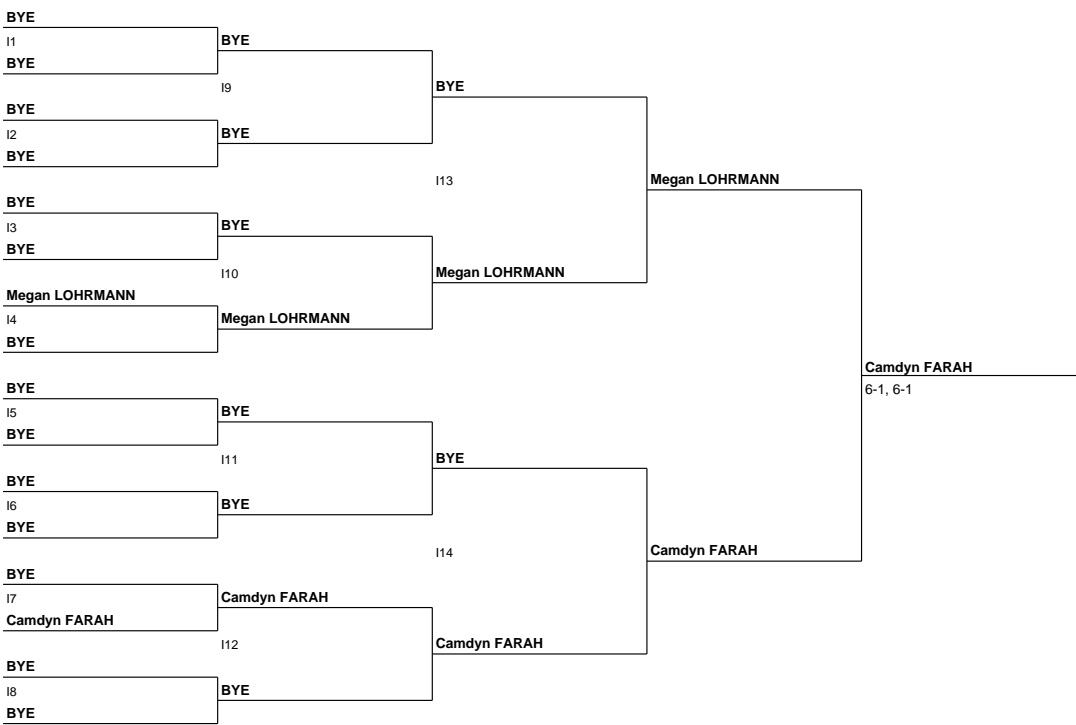 BYE
I1
BYE
BYE
I2
BYE
BYE
I3
BYE
Megan LOHRMANN
I4
BYE
BYE
I5
BYE
BYE
I6
BYE
BYE
I7
Camdyn FARAH
BYE
I8
BYE
BYE
I9
BYE
BYE
I10
Megan LOHRMANN
BYE
I11
BYE
Camdyn FARAH
I12
BYE
BYE
I13
Megan LOHRMANN
BYE
I14
Camdyn FARAH
Megan LOHRMANN
Camdyn FARAH
Camdyn FARAH
6-1, 6-1